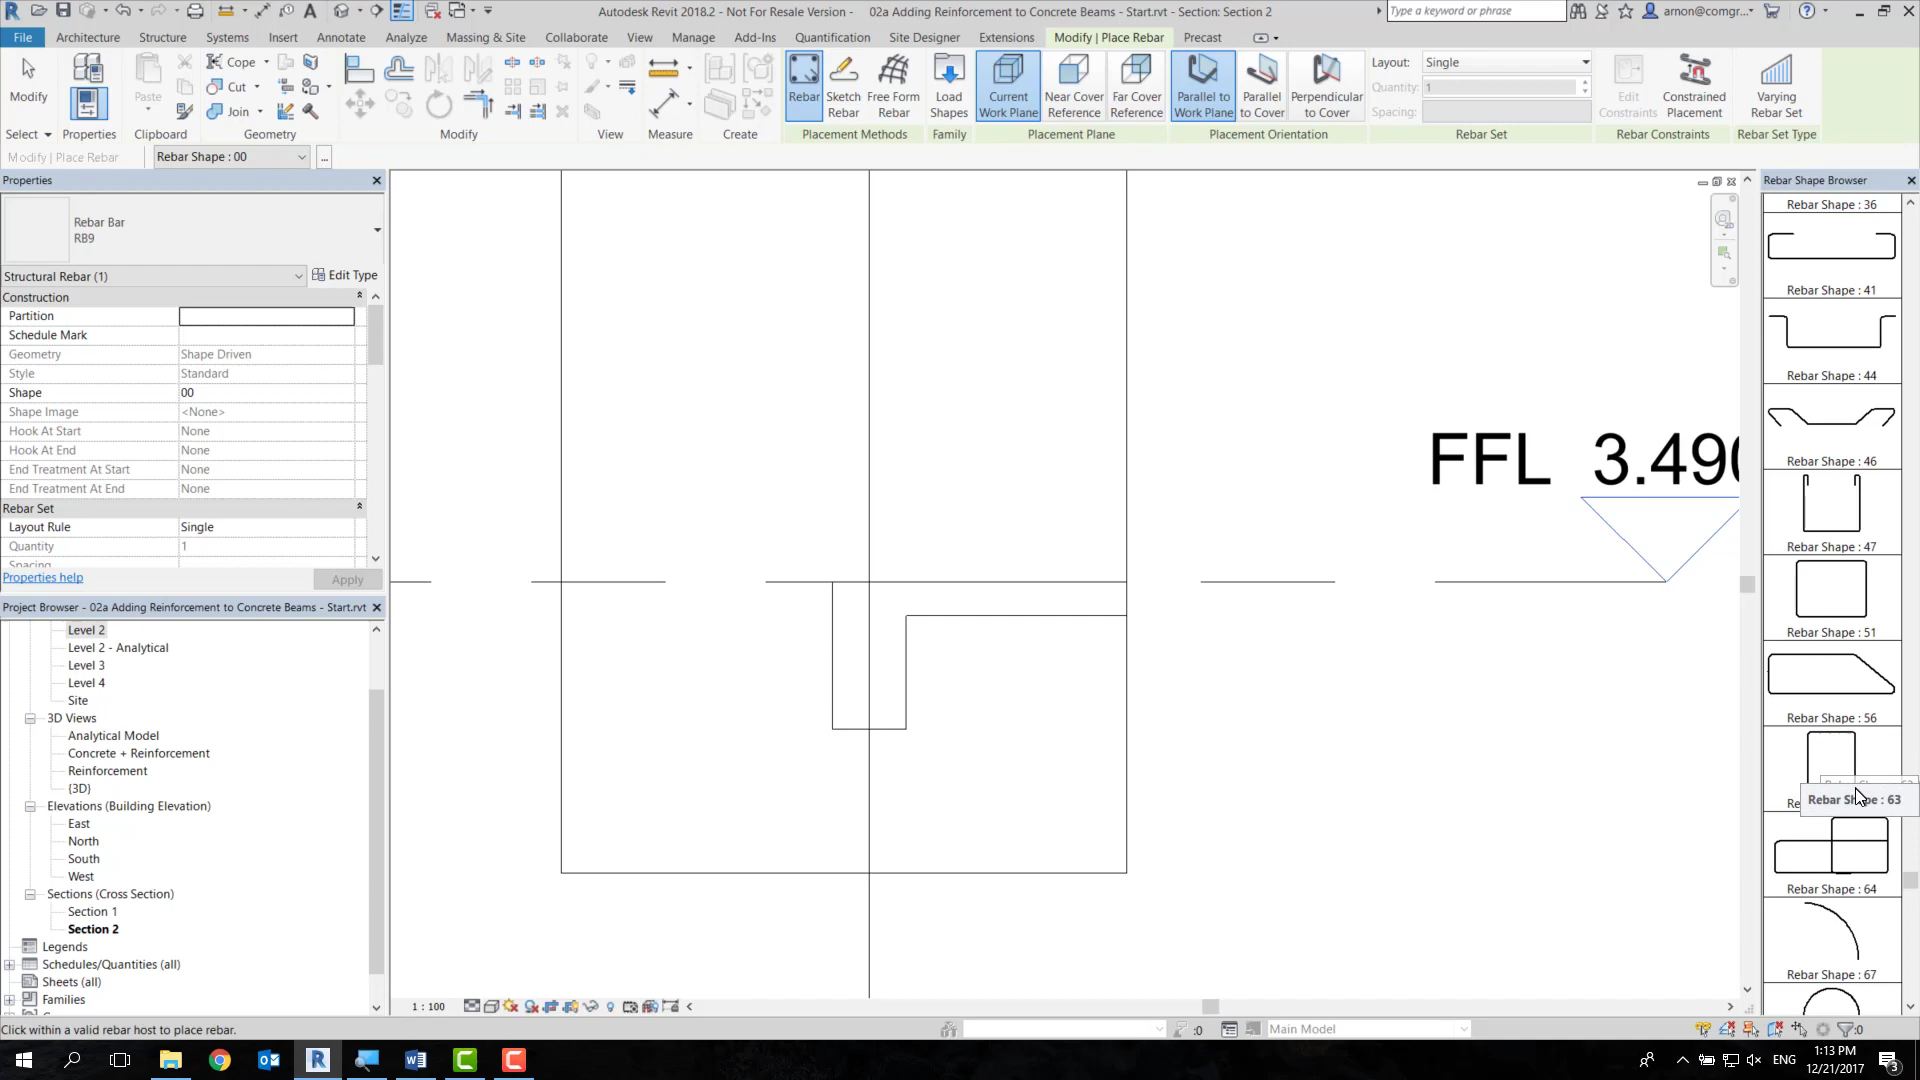 Autodesk Revit 2018.2 - Not For Resale Version - 02a Adding Reinforcement to Concrete Beams - Start.rvt - Section: Section 2
Type a keyword or phrase
arnon@comgr...
File Architecture Structure Systems Insert Annotate Analyze Massing & Site Collaborate View Manage Add-Ins Quantification Site Designer Extensions Modify | Place Rebar Precast
Modify Paste Cope Cut Join
Rebar Sketch Rebar Free Form Rebar Load Shapes Current Work Plane Near Cover Reference Far Cover Reference Parallel to Work Plane Parallel to Cover Perpendicular to Cover
Layout: Single
Quantity: 1
Spacing:
Edit Constraints Constrained Placement Varying Rebar Set
Select Properties Clipboard Geometry Modify View Measure Create Placement Methods Family Placement Plane Placement Orientation Rebar Set Rebar Constraints Rebar Set Type
Modify | Place Rebar
Rebar Shape : 00
...
Properties
Rebar Bar
RB9
Structural Rebar (1)
Edit Type
Construction
Partition
Schedule Mark
Geometry Shape Driven
Style Standard
Shape 00
Shape Image <None>
Hook At Start None
Hook At End None
End Treatment At Start None
End Treatment At End None
Rebar Set
Layout Rule Single
Quantity 1
Spacing
Properties help
Apply
Project Browser - 02a Adding Reinforcement to Concrete Beams - Start.rvt
Level 2
Level 2 - Analytical
Level 3
Level 4
Site
3D Views
Analytical Model
Concrete + Reinforcement
Reinforcement
{3D}
Elevations (Building Elevation)
East
North
South
West
Sections (Cross Section)
Section 1
Section 2
Legends
Schedules/Quantities (all)
Sheets (all)
Families
FFL 3.490
Rebar Shape Browser
Rebar Shape : 36
Rebar Shape : 41
Rebar Shape : 44
Rebar Shape : 46
Rebar Shape : 47
Rebar Shape : 51
Rebar Shape : 56
Rebar Shape : 63
Rebar Shape : 64
Rebar Shape : 67
1 : 100
Click within a valid rebar host to place rebar.
:0
Main Model
:0
ENG
1:13 PM
12/21/2017
3